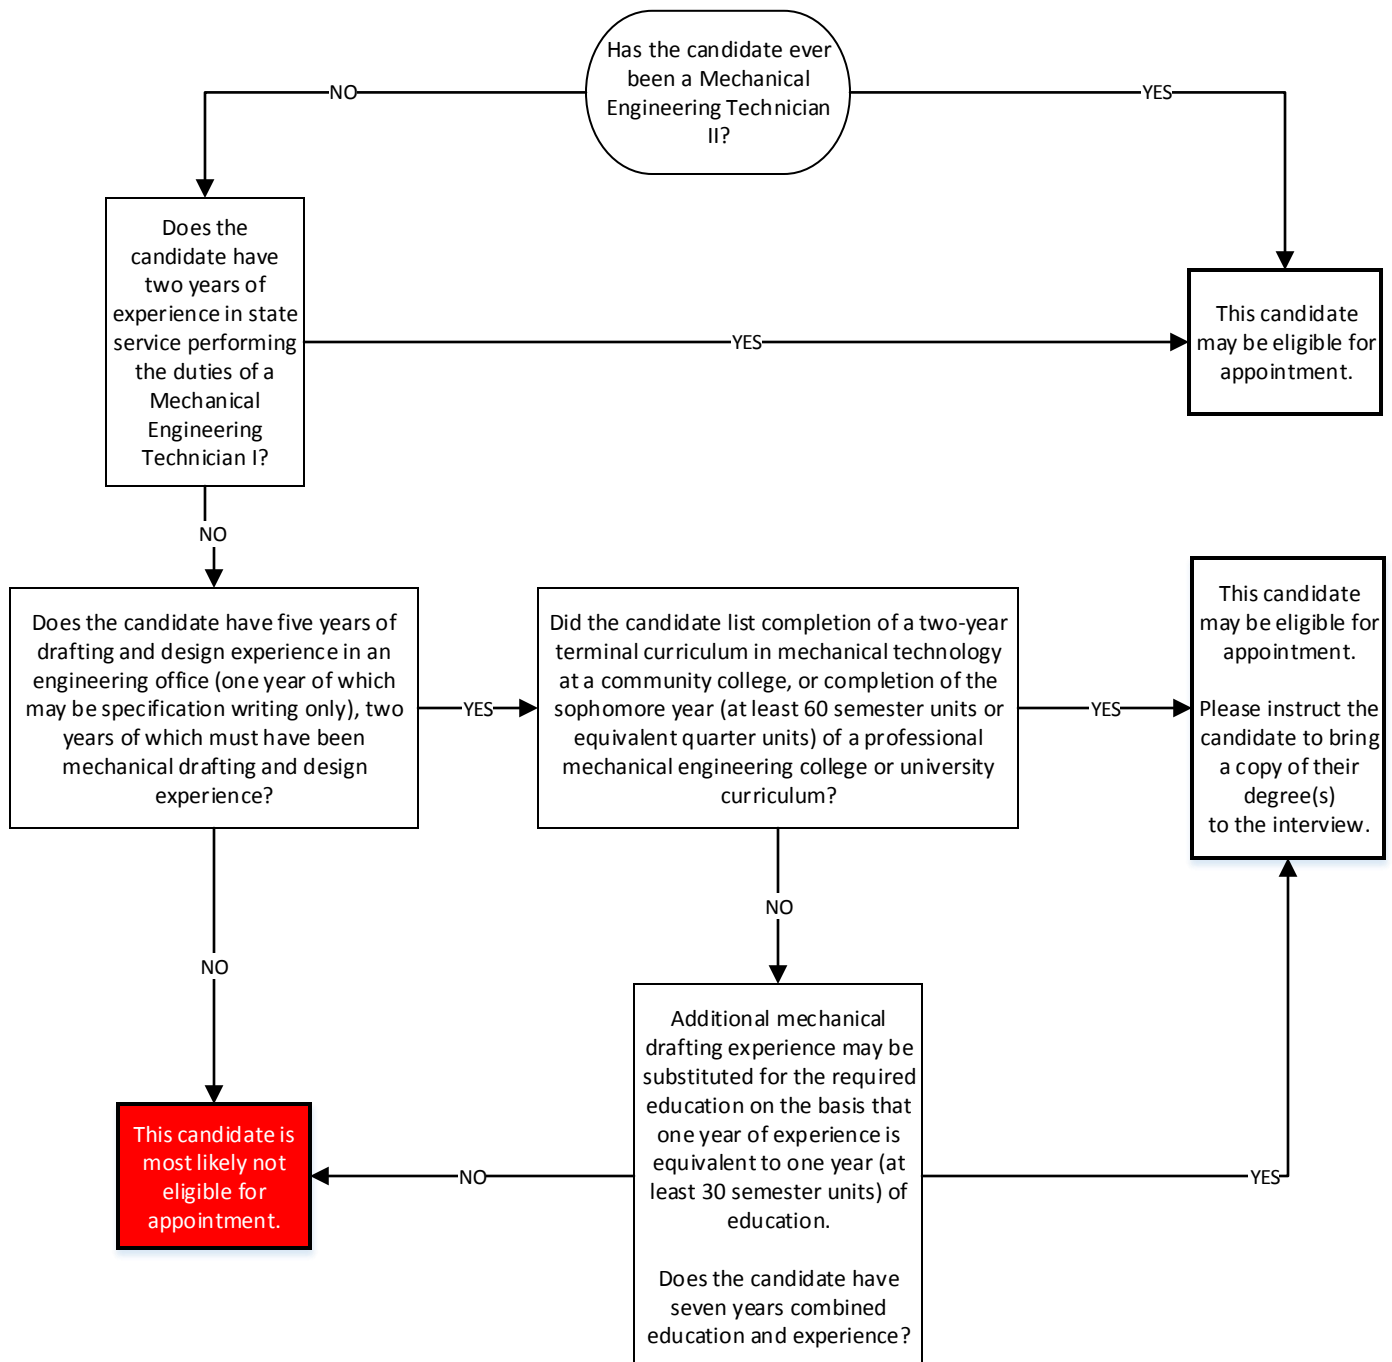 Has the candidate ever
been a Mechanical
Engineering Technician
II?
NO
YES
Does the
candidate have
two years of
experience in state
service performing
the duties of a
Mechanical
Engineering
Technician I?
YES
This candidate
may be eligible for
appointment.
NO
Does the candidate have five years of
drafting and design experience in an
engineering office (one year of which
may be specification writing only), two
years of which must have been
mechanical drafting and design
experience?
YES
Did the candidate list completion of a two-year
terminal curriculum in mechanical technology
at a community college, or completion of the
sophomore year (at least 60 semester units or
equivalent quarter units) of a professional
mechanical engineering college or university
curriculum?
YES
This candidate
may be eligible for
appointment.
Please instruct the
candidate to bring
a copy of their
degree(s)
to the interview.
NO
NO
Additional mechanical
drafting experience may be
substituted for the required
education on the basis that
one year of experience is
equivalent to one year (at
least 30 semester units) of
education.
Does the candidate have
seven years combined
education and experience?
NO
YES
This candidate is
most likely not
eligible for
appointment.